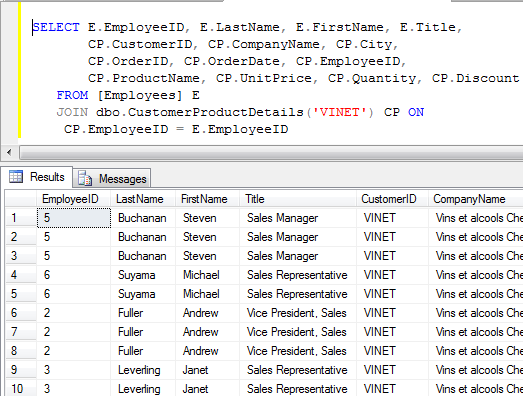 SELECT E.EmployeeID, E.LastName, E.FirstName, E.Title,
CP.CustomerID, CP.CompanyName, CP.City,
CP.OrderID, CP.OrderDate, CP.EmployeeID,
CP.ProductName, CP.UnitPrice, CP.Quantity, CP.Discount
FROM [Employees] E
JOIN dbo.CustomerProductDetails('VINET') CP ON
CP.EmployeeID = E.EmployeeID
Results Messages
EmployeeID LastName FirstName Title CustomerID CompanyName
1 5 Buchanan Steven Sales Manager VINET Vins et alcools Che
2 5 Buchanan Steven Sales Manager VINET Vins et alcools Che
3 5 Buchanan Steven Sales Manager VINET Vins et alcools Che
4 6 Suyama Michael Sales Representative VINET Vins et alcools Che
5 6 Suyama Michael Sales Representative VINET Vins et alcools Che
6 2 Fuller Andrew Vice President, Sales VINET Vins et alcools Che
7 2 Fuller Andrew Vice President, Sales VINET Vins et alcools Che
8 2 Fuller Andrew Vice President, Sales VINET Vins et alcools Che
9 3 Leverling Janet Sales Representative VINET Vins et alcools Che
10 3 Leverling Janet Sales Representative VINET Vins et alcools Che